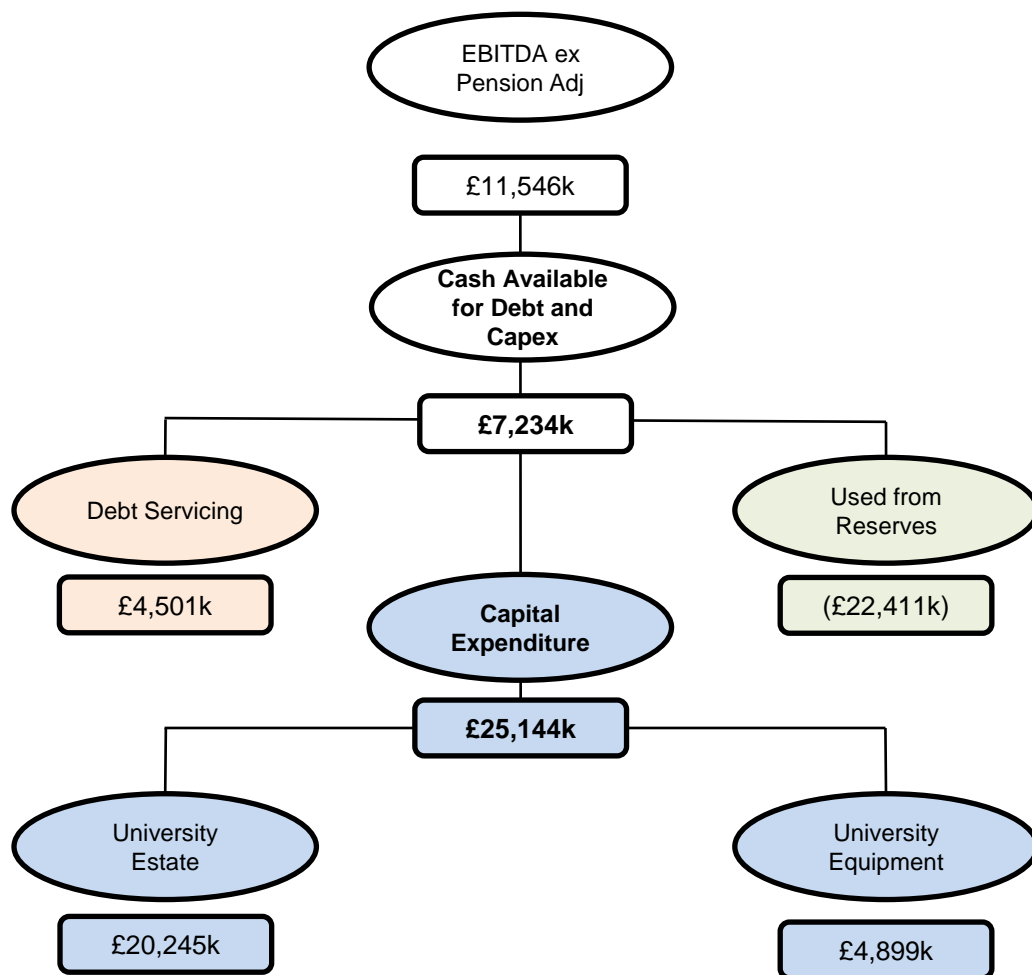 EBITDA ex
Pension Adj
£11,546k
Cash Available
for Debt and
Capex
£7,234k
Debt Servicing
£4,501k
Used from
Reserves
(£22,411k)
Capital
Expenditure
£25,144k
University
Estate
£20,245k
University
Equipment
£4,899k